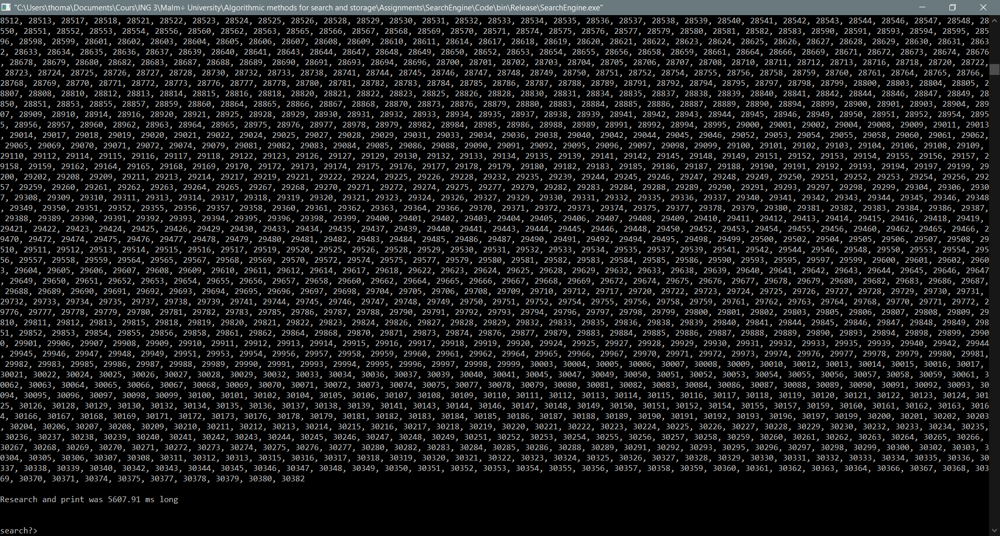 "C:\Users\thoma\Documents\Cours\ING 3\Malm÷ University\Algorithmic methods for search and storage\Assignments\SearchEngine\Code\bin\Release\SearchEngine.exe"
8512, 28513, 28517, 28518, 28521, 28522, 28523, 28524, 28525, 28526, 28528, 28529, 28530, 28531, 28532, 28533, 28534, 28535, 28536, 28537, 28538, 28539, 28540, 28541, 28542, 28543, 28544, 28546, 28547, 28548, 28
550, 28551, 28552, 28553, 28554, 28556, 28560, 28562, 28563, 28565, 28566, 28567, 28568, 28569, 28570, 28571, 28574, 28575, 28576, 28577, 28579, 28580, 28581, 28582, 28583, 28590, 28591, 28593, 28594, 28595, 285
96, 28598, 28599, 28601, 28602, 28603, 28604, 28605, 28606, 28607, 28608, 28609, 28610, 28611, 28614, 28617, 28618, 28619, 28620, 28621, 28622, 28623, 28624, 28625, 28626, 28627, 28628, 28629, 28630, 28631, 2863
2, 28633, 28634, 28635, 28636, 28637, 28639, 28640, 28641, 28643, 28644, 28647, 28648, 28649, 28650, 28652, 28653, 28654, 28655, 28656, 28658, 28659, 28661, 28664, 28666, 28669, 28671, 28672, 28673, 28674, 28676
, 28678, 28679, 28680, 28682, 28683, 28687, 28688, 28689, 28690, 28691, 28693, 28694, 28696, 28700, 28701, 28702, 28703, 28704, 28705, 28706, 28707, 28708, 28710, 28711, 28712, 28713, 28716, 28718, 28720, 28722,
28723, 28724, 28725, 28726, 28727, 28728, 28730, 28732, 28733, 28738, 28741, 28744, 28745, 28746, 28747, 28748, 28749, 28750, 28751, 28752, 28754, 28755, 28756, 28758, 28759, 28760, 28761, 28764, 28765, 28766,
28768, 28769, 28770, 28771, 28772, 28773, 28776, 28777, 28778, 28780, 28781, 28782, 28783, 28784, 28785, 28786, 28787, 28788, 28789, 28791, 28792, 28794, 28795, 28797, 28798, 28799, 28800, 28803, 28804, 28805, 2
8807, 28808, 28810, 28812, 28813, 28814, 28815, 28816, 28818, 28820, 28821, 28822, 28823, 28825, 28826, 28828, 28830, 28831, 28834, 28835, 28837, 28838, 28839, 28840, 28841, 28842, 28844, 28846, 28847, 28849, 28
850, 28851, 28853, 28855, 28857, 28859, 28860, 28864, 28865, 28866, 28867, 28868, 28870, 28873, 28876, 28879, 28880, 28883, 28884, 28885, 28886, 28887, 28889, 28890, 28894, 28899, 28900, 28901, 28903, 28904, 289
07, 28909, 28910, 28914, 28916, 28920, 28921, 28925, 28928, 28929, 28930, 28931, 28932, 28933, 28934, 28935, 28937, 28938, 28939, 28941, 28942, 28943, 28944, 28945, 28946, 28949, 28950, 28951, 28952, 28954, 2895
5, 28956, 28957, 28960, 28962, 28963, 28964, 28965, 28975, 28976, 28977, 28978, 28979, 28982, 28984, 28985, 28986, 28988, 28989, 28991, 28992, 28994, 28995, 29000, 29001, 29002, 29004, 29008, 29009, 29011, 29013
, 29014, 29017, 29018, 29019, 29020, 29021, 29022, 29024, 29025, 29027, 29028, 29029, 29031, 29033, 29034, 29036, 29038, 29040, 29042, 29044, 29045, 29046, 29052, 29053, 29054, 29055, 29058, 29060, 29061, 29062,
29065, 29069, 29070, 29071, 29072, 29074, 29079, 29081, 29082, 29083, 29084, 29085, 29086, 29088, 29090, 29091, 29092, 29095, 29096, 29097, 29098, 29099, 29100, 29101, 29102, 29103, 29104, 29106, 29108, 29109,
29110, 29112, 29114, 29115, 29116, 29117, 29118, 29122, 29123, 29126, 29127, 29129, 29130, 29132, 29133, 29134, 29135, 29139, 29141, 29142, 29145, 29148, 29149, 29151, 29152, 29153, 29154, 29155, 29156, 29157, 2
9158, 29159, 29162, 29164, 29165, 29168, 29169, 29170, 29172, 29173, 29174, 29175, 29176, 29177, 29178, 29179, 29180, 29182, 29183, 29185, 29186, 29187, 29188, 29190, 29191, 29192, 29193, 29194, 29197, 29199, 29
200, 29202, 29208, 29209, 29211, 29213, 29214, 29217, 29219, 29221, 29222, 29224, 29225, 29226, 29228, 29232, 29235, 29239, 29244, 29245, 29246, 29247, 29248, 29249, 29250, 29251, 29252, 29253, 29254, 29256, 292
57, 29259, 29260, 29261, 29262, 29263, 29264, 29265, 29267, 29268, 29270, 29271, 29272, 29274, 29275, 29277, 29279, 29282, 29283, 29284, 29288, 29289, 29290, 29291, 29293, 29297, 29298, 29299, 29304, 29306, 2930
7, 29308, 29309, 29310, 29311, 29313, 29314, 29317, 29318, 29319, 29320, 29321, 29323, 29324, 29326, 29327, 29329, 29330, 29331, 29332, 29335, 29336, 29337, 29340, 29341, 29342, 29343, 29344, 29345, 29346, 29348
, 29349, 29350, 29351, 29352, 29355, 29356, 29357, 29358, 29360, 29361, 29362, 29363, 29364, 29366, 29370, 29371, 29372, 29373, 29374, 29375, 29377, 29378, 29379, 29380, 29381, 29382, 29383, 29384, 29386, 29387,
29388, 29389, 29390, 29391, 29392, 29393, 29394, 29395, 29396, 29398, 29399, 29400, 29401, 29402, 29403, 29404, 29405, 29406, 29407, 29408, 29409, 29410, 29411, 29412, 29413, 29414, 29415, 29416, 29418, 29419,
29421, 29422, 29423, 29424, 29425, 29426, 29429, 29430, 29433, 29434, 29435, 29437, 29439, 29440, 29441, 29443, 29444, 29445, 29446, 29448, 29450, 29452, 29453, 29454, 29455, 29456, 29460, 29462, 29465, 29466, 2
9470, 29472, 29474, 29475, 29476, 29477, 29478, 29479, 29480, 29481, 29482, 29483, 29484, 29485, 29486, 29487, 29490, 29491, 29492, 29494, 29495, 29498, 29499, 29500, 29502, 29504, 29505, 29506, 29507, 29508, 29
510, 29511, 29512, 29513, 29514, 29515, 29516, 29517, 29519, 29520, 29525, 29526, 29528, 29529, 29530, 29531, 29532, 29533, 29534, 29535, 29537, 29539, 29541, 29542, 29544, 29546, 29548, 29550, 29553, 29554, 295
56, 29557, 29558, 29559, 29564, 29565, 29567, 29568, 29569, 29570, 29572, 29574, 29575, 29577, 29579, 29580, 29581, 29582, 29583, 29584, 29585, 29586, 29590, 29593, 29595, 29597, 29599, 29600, 29601, 29602, 2960
3, 29604, 29605, 29606, 29607, 29608, 29609, 29610, 29611, 29612, 29614, 29617, 29618, 29622, 29623, 29624, 29625, 29628, 29629, 29632, 29633, 29638, 29639, 29640, 29641, 29642, 29643, 29644, 29645, 29646, 29647
, 29649, 29650, 29651, 29652, 29653, 29654, 29655, 29656, 29657, 29658, 29660, 29662, 29664, 29665, 29666, 29667, 29668, 29669, 29672, 29674, 29675, 29676, 29677, 29678, 29679, 29680, 29682, 29683, 29686, 29687,
29688, 29689, 29690, 29691, 29692, 29693, 29694, 29695, 29696, 29697, 29698, 29704, 29705, 29706, 29708, 29709, 29710, 29712, 29717, 29720, 29722, 29723, 29724, 29725, 29726, 29727, 29728, 29729, 29730, 29731,
29732, 29733, 29734, 29735, 29737, 29738, 29739, 29741, 29744, 29745, 29746, 29747, 29748, 29749, 29750, 29751, 29752, 29754, 29755, 29756, 29758, 29759, 29761, 29762, 29763, 29764, 29768, 29770, 29771, 29772, 2
9776, 29777, 29778, 29779, 29780, 29781, 29782, 29783, 29785, 29786, 29787, 29788, 29790, 29791, 29792, 29793, 29794, 29796, 29797, 29798, 29799, 29800, 29801, 29802, 29803, 29805, 29806, 29807, 29808, 29809, 29
810, 29811, 29812, 29813, 29815, 29818, 29819, 29820, 29821, 29822, 29823, 29824, 29826, 29827, 29828, 29829, 29832, 29833, 29835, 29836, 29838, 29839, 29840, 29841, 29844, 29845, 29846, 29847, 29848, 29849, 298
51, 29852, 29853, 29854, 29855, 29856, 29858, 29861, 29862, 29864, 29868, 29870, 29871, 29873, 29874, 29876, 29877, 29879, 29883, 29884, 29885, 29886, 29887, 29888, 29889, 29890, 29893, 29894, 29898, 29899, 2990
0, 29901, 29906, 29907, 29908, 29909, 29910, 29911, 29912, 29913, 29914, 29915, 29916, 29917, 29918, 29919, 29920, 29924, 29925, 29927, 29928, 29929, 29930, 29931, 29932, 29933, 29935, 29939, 29940, 29942, 29944
, 29945, 29946, 29947, 29948, 29949, 29951, 29953, 29954, 29956, 29957, 29958, 29959, 29960, 29961, 29962, 29964, 29965, 29966, 29967, 29970, 29971, 29972, 29973, 29974, 29976, 29977, 29978, 29979, 29980, 29981,
29982, 29983, 29985, 29986, 29987, 29988, 29989, 29990, 29991, 29993, 29994, 29995, 29996, 29997, 29998, 29999, 30003, 30004, 30005, 30006, 30007, 30008, 30009, 30010, 30012, 30013, 30014, 30015, 30016, 30017,
30021, 30022, 30024, 30025, 30026, 30027, 30028, 30029, 30032, 30033, 30034, 30036, 30037, 30039, 30040, 30041, 30045, 30047, 30049, 30050, 30051, 30052, 30053, 30054, 30055, 30056, 30057, 30058, 30059, 30061, 3
0062, 30063, 30064, 30065, 30066, 30067, 30068, 30069, 30070, 30071, 30072, 30073, 30074, 30075, 30077, 30078, 30079, 30080, 30081, 30082, 30083, 30084, 30086, 30087, 30088, 30089, 30090, 30091, 30092, 30093, 30
094, 30095, 30096, 30097, 30098, 30099, 30100, 30101, 30102, 30104, 30105, 30106, 30107, 30108, 30109, 30110, 30111, 30112, 30113, 30114, 30115, 30116, 30117, 30118, 30119, 30120, 30121, 30122, 30123, 30124, 301
25, 30126, 30128, 30129, 30130, 30132, 30134, 30135, 30136, 30137, 30138, 30139, 30141, 30143, 30144, 30146, 30147, 30148, 30149, 30150, 30151, 30152, 30154, 30155, 30157, 30159, 30160, 30161, 30162, 30163, 3016
4, 30166, 30167, 30168, 30169, 30171, 30172, 30173, 30176, 30178, 30179, 30181, 30182, 30183, 30184, 30185, 30186, 30187, 30188, 30189, 30190, 30191, 30192, 30193, 30196, 30197, 30199, 30200, 30201, 30202, 30203
, 30204, 30206, 30207, 30208, 30209, 30210, 30211, 30212, 30213, 30214, 30215, 30216, 30217, 30218, 30219, 30220, 30221, 30222, 30223, 30224, 30225, 30226, 30227, 30228, 30229, 30230, 30232, 30233, 30234, 30235,
30236, 30237, 30238, 30239, 30240, 30241, 30242, 30243, 30244, 30245, 30246, 30247, 30248, 30249, 30251, 30252, 30253, 30254, 30255, 30256, 30257, 30258, 30259, 30260, 30261, 30262, 30263, 30264, 30265, 30266,
30267, 30268, 30269, 30270, 30271, 30272, 30273, 30274, 30275, 30276, 30277, 30280, 30282, 30283, 30284, 30285, 30286, 30288, 30289, 30291, 30292, 30293, 30295, 30296, 30297, 30298, 30299, 30300, 30302, 30303, 3
0304, 30305, 30306, 30307, 30308, 30311, 30312, 30313, 30315, 30316, 30317, 30318, 30319, 30320, 30321, 30322, 30323, 30324, 30325, 30326, 30327, 30328, 30329, 30330, 30331, 30332, 30333, 30334, 30335, 30336, 30
337, 30338, 30339, 30340, 30342, 30343, 30344, 30345, 30346, 30347, 30348, 30349, 30350, 30351, 30352, 30353, 30354, 30355, 30356, 30357, 30358, 30359, 30360, 30361, 30362, 30363, 30364, 30366, 30367, 30368, 303
69, 30370, 30371, 30374, 30375, 30377, 30378, 30379, 30380, 30382
Research and print was 5607.91 ms long
search?>